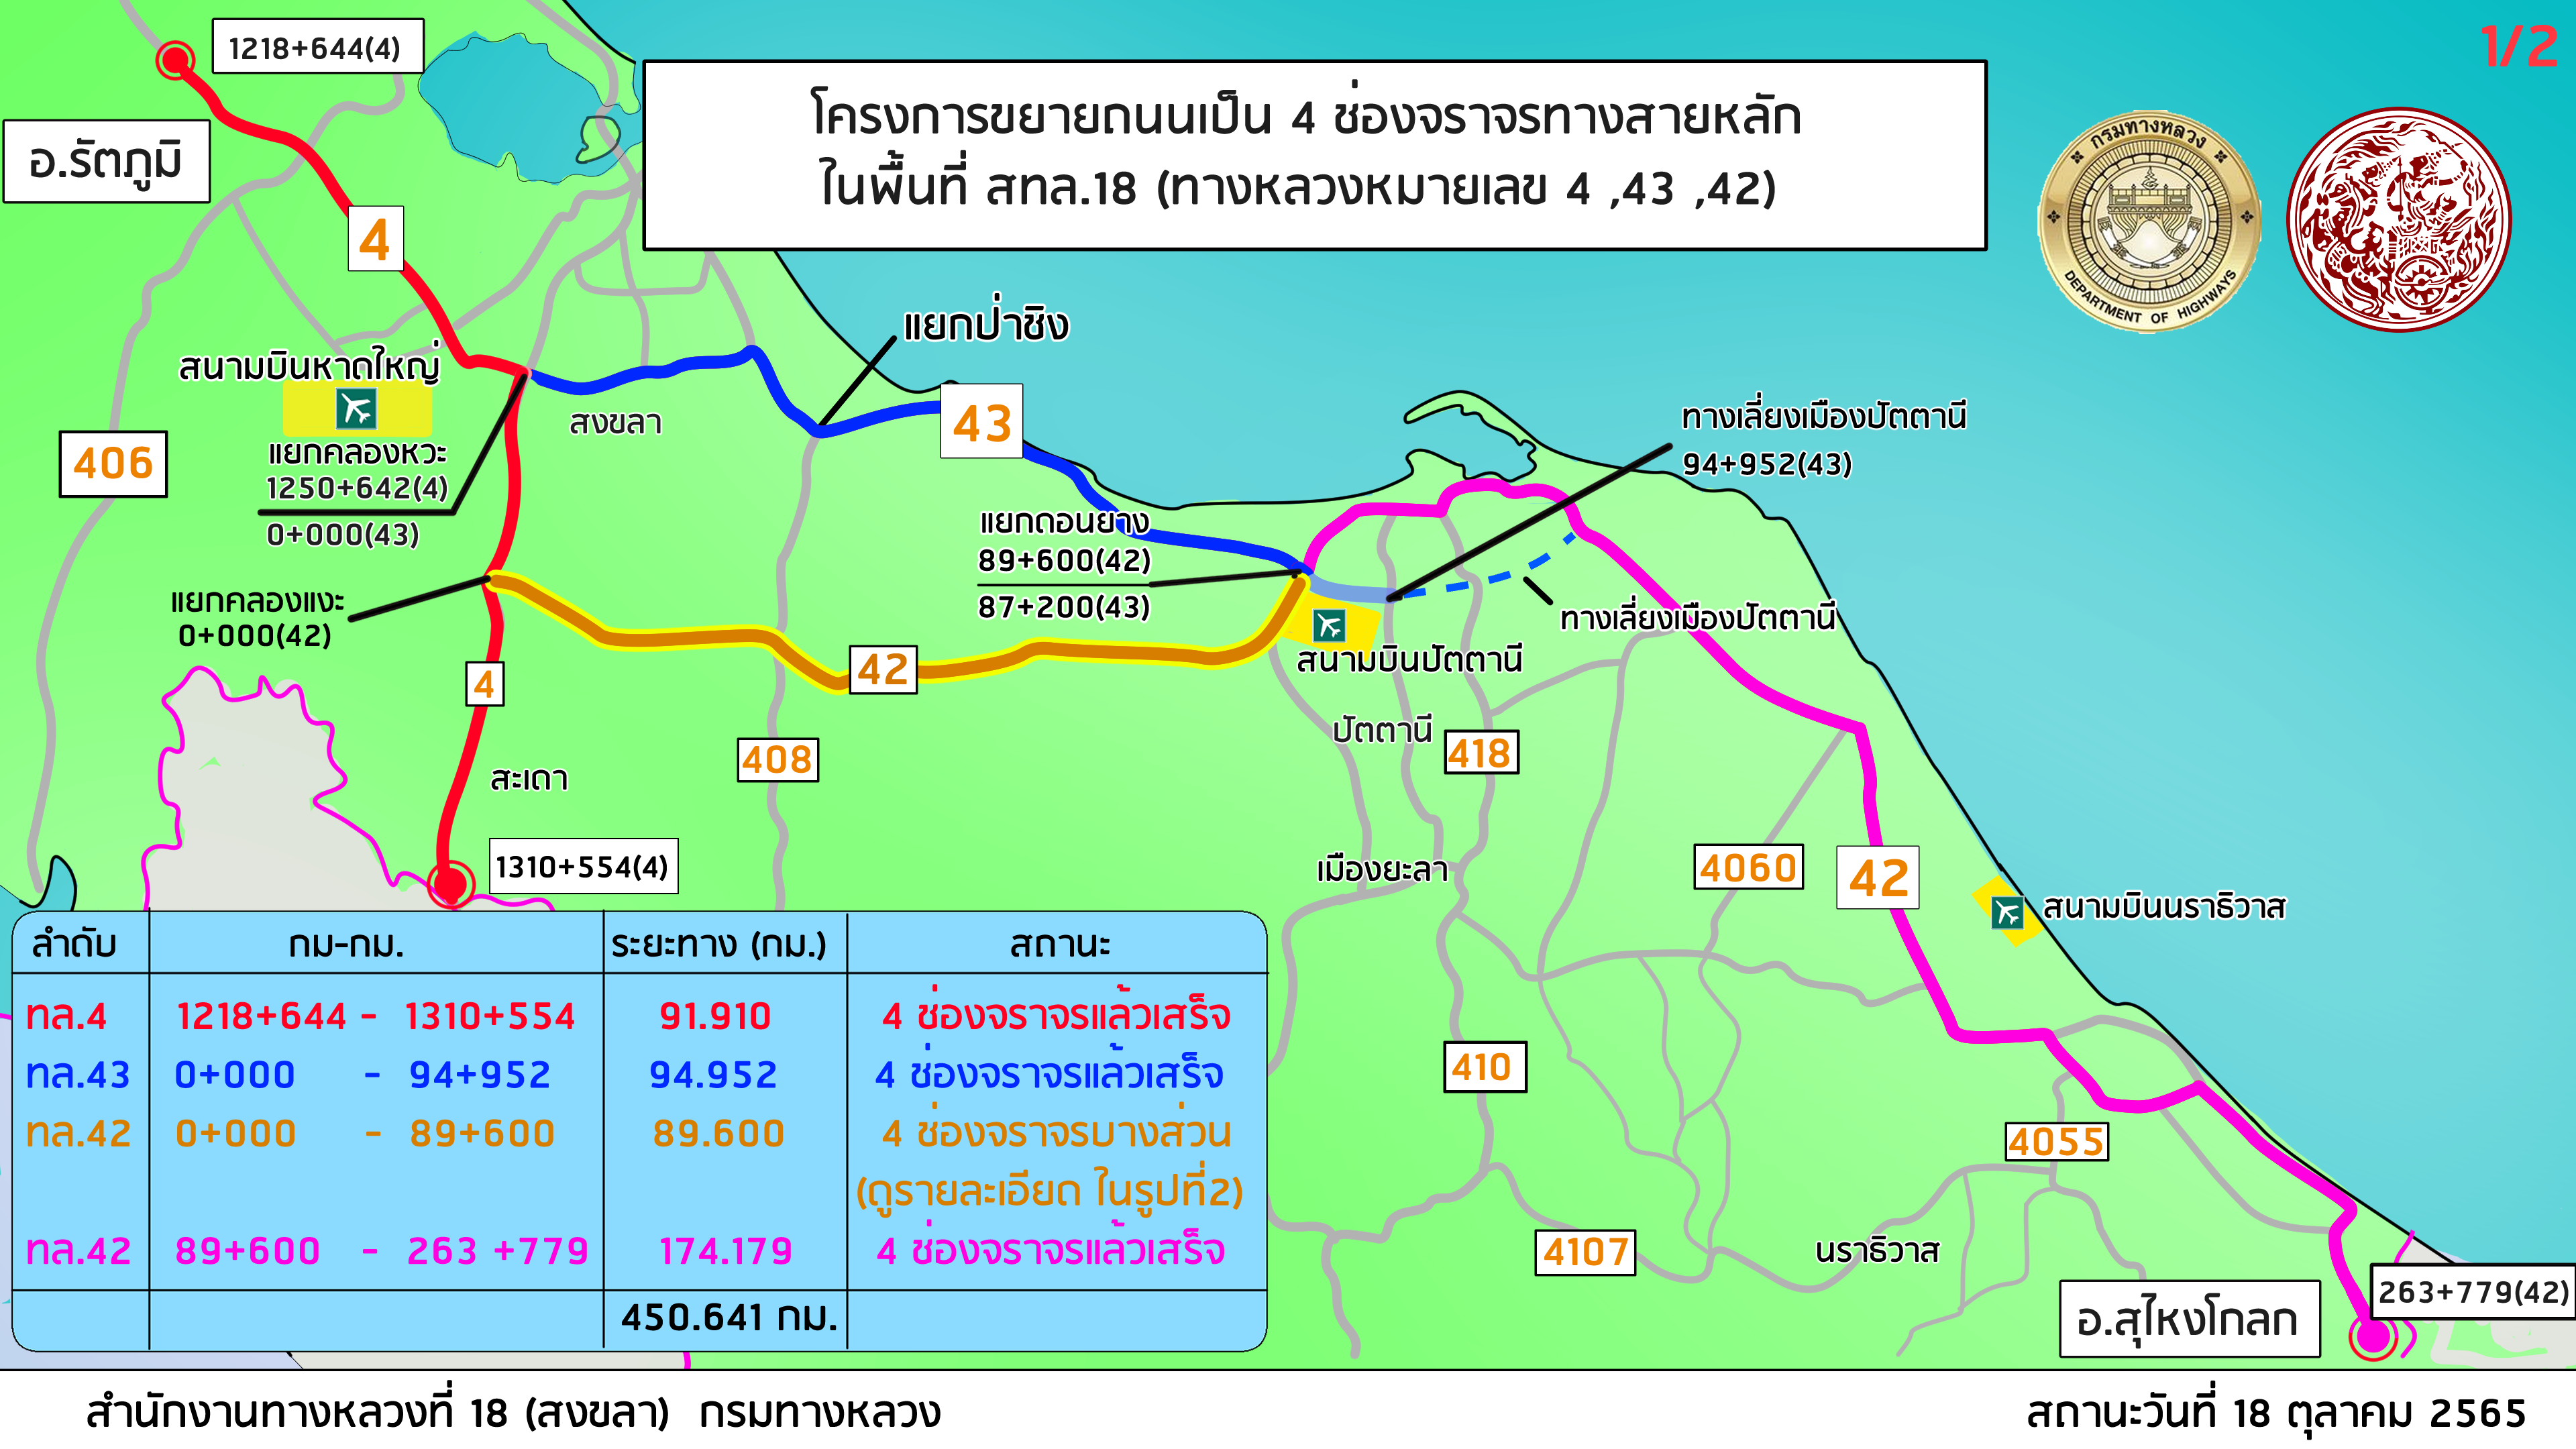 1/2
1218+644(4)
โครงการขยายถนนเป็น 4 ช่องจราจรทางสายหลัก
ในพื้นที่ สทล.18 (ทางหลวงหมายเลข 4 ,43 ,42)
กรมทางหลวง
DEPARTMENT OF HIGHWAYS
อ.รัตภูมิ
4
แยกป่าชิง
สนามบินหาดใหญ่
สงขลา
43
ทางเลี่ยงเมืองปัตตานี
94+952(43)
406
แยกคลองหวะ
1250+642(4)
0+000(43)
แยกดอนยาง
89+600(42)
87+200(43)
แยกคลองแงะ
0+000(42)
ทางเลี่ยงเมืองปัตตานี
สนามบินปัตตานี
4
42
ปัตตานี
418
408
สะเดา
1310+554(4)
เมืองยะลา
4060
42
สนามบินนราธิวาส
410
4055
4107
นราธิวาส
อ.สุไหงโกลก
263+779(42)
ลำดับ กม-กม. ระยะทาง (กม.) สถานะ
ทล.4 1218+644 - 1310+554 91.910 4 ช่องจราจรแล้วเสร็จ
ทล.43 0+000 - 94+952 94.952 4 ช่องจราจรแล้วเสร็จ
ทล.42 0+000 - 89+600 89.600 4 ช่องจราจรบางส่วน
(ดูรายละเอียด ในรูปที่2)
ทล.42 89+600 - 263 +779 174.179 4 ช่องจราจรแล้วเสร็จ
450.641 กม.
สำนักงานทางหลวงที่ 18 (สงขลา) กรมทางหลวง
สถานะวันที่ 18 ตุลาคม 2565